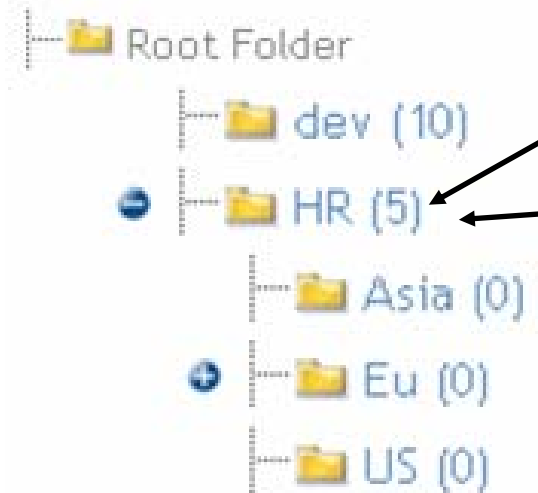 Root Folder
dev (10)
HR (5)
Asia (0)
Eu (0)
US (0)